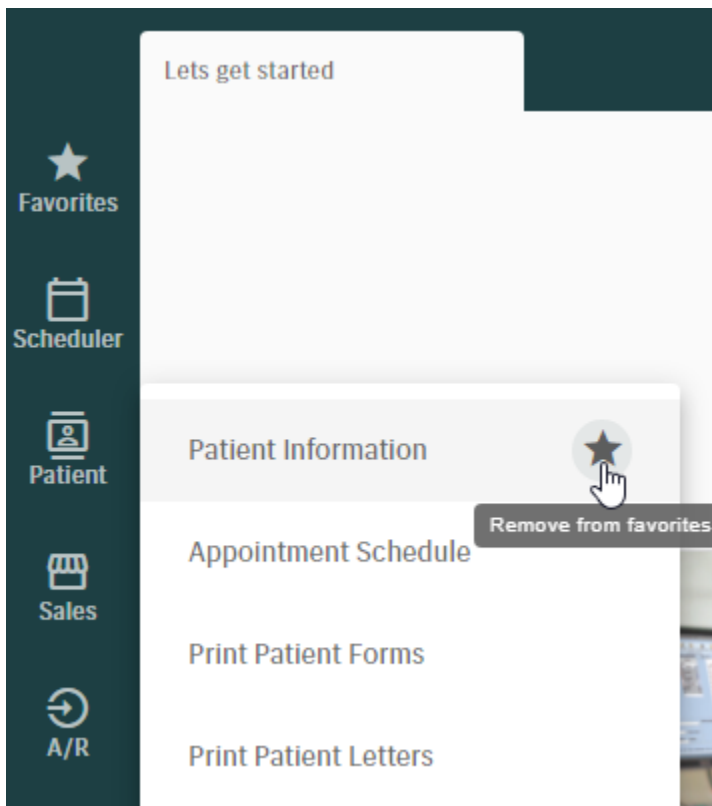 Lets get started
Favorites
Scheduler
Patient
Sales
A/R
Patient Information
Remove from favorites
Appointment Schedule
Print Patient Forms
Print Patient Letters